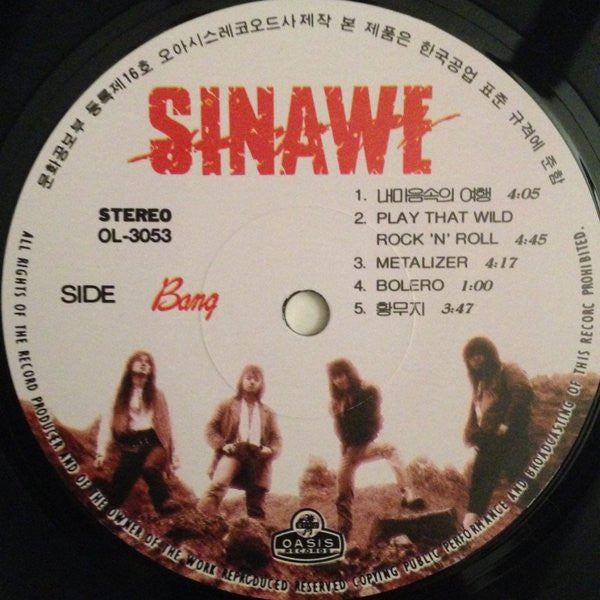 문화공보부 등록제16호 오아시스레코오드사제작 본 제품은 한국공업 표준 규격에 준함
SINAWE
STEREO
OL-3053
SIDE Bang
1. 내마음속의 여행 4:05
2. PLAY THAT WILD
ROCK 'N' ROLL 4:45
3. METALIZER 4:17
4. BOLERO 1:00
5. 황무지 3:47
OASIS
RECORDS
ALL RIGHTS OF THE RECORD PRODUCER AND OF THE OWNER OF THE WORK REPRODUCED RESERVED COPYING PUBLIC PERFORMANCE AND BROADCASTING OF THIS RECORC PROHIBITED.